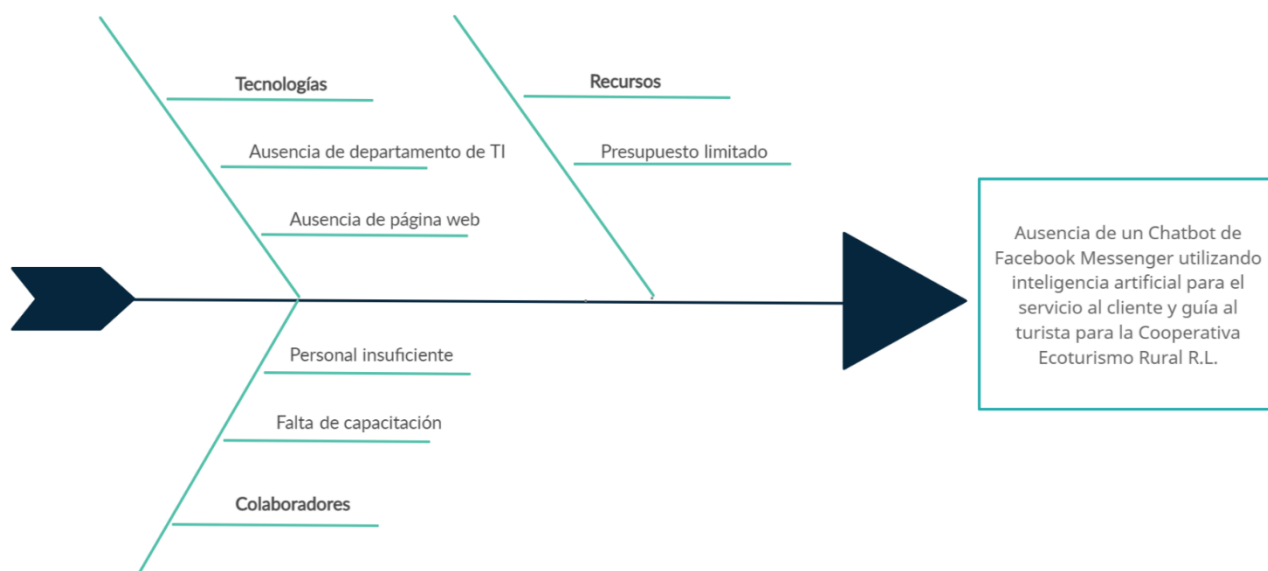 Tecnologías
Ausencia de departamento de TI
Ausencia de página web
Recursos
Presupuesto limitado
Personal insuficiente
Falta de capacitación
Colaboradores
Ausencia de un Chatbot de
Facebook Messenger utilizando
inteligencia artificial para el
servicio al cliente y guía al
turista para la Cooperativa
Ecoturismo Rural R.L.